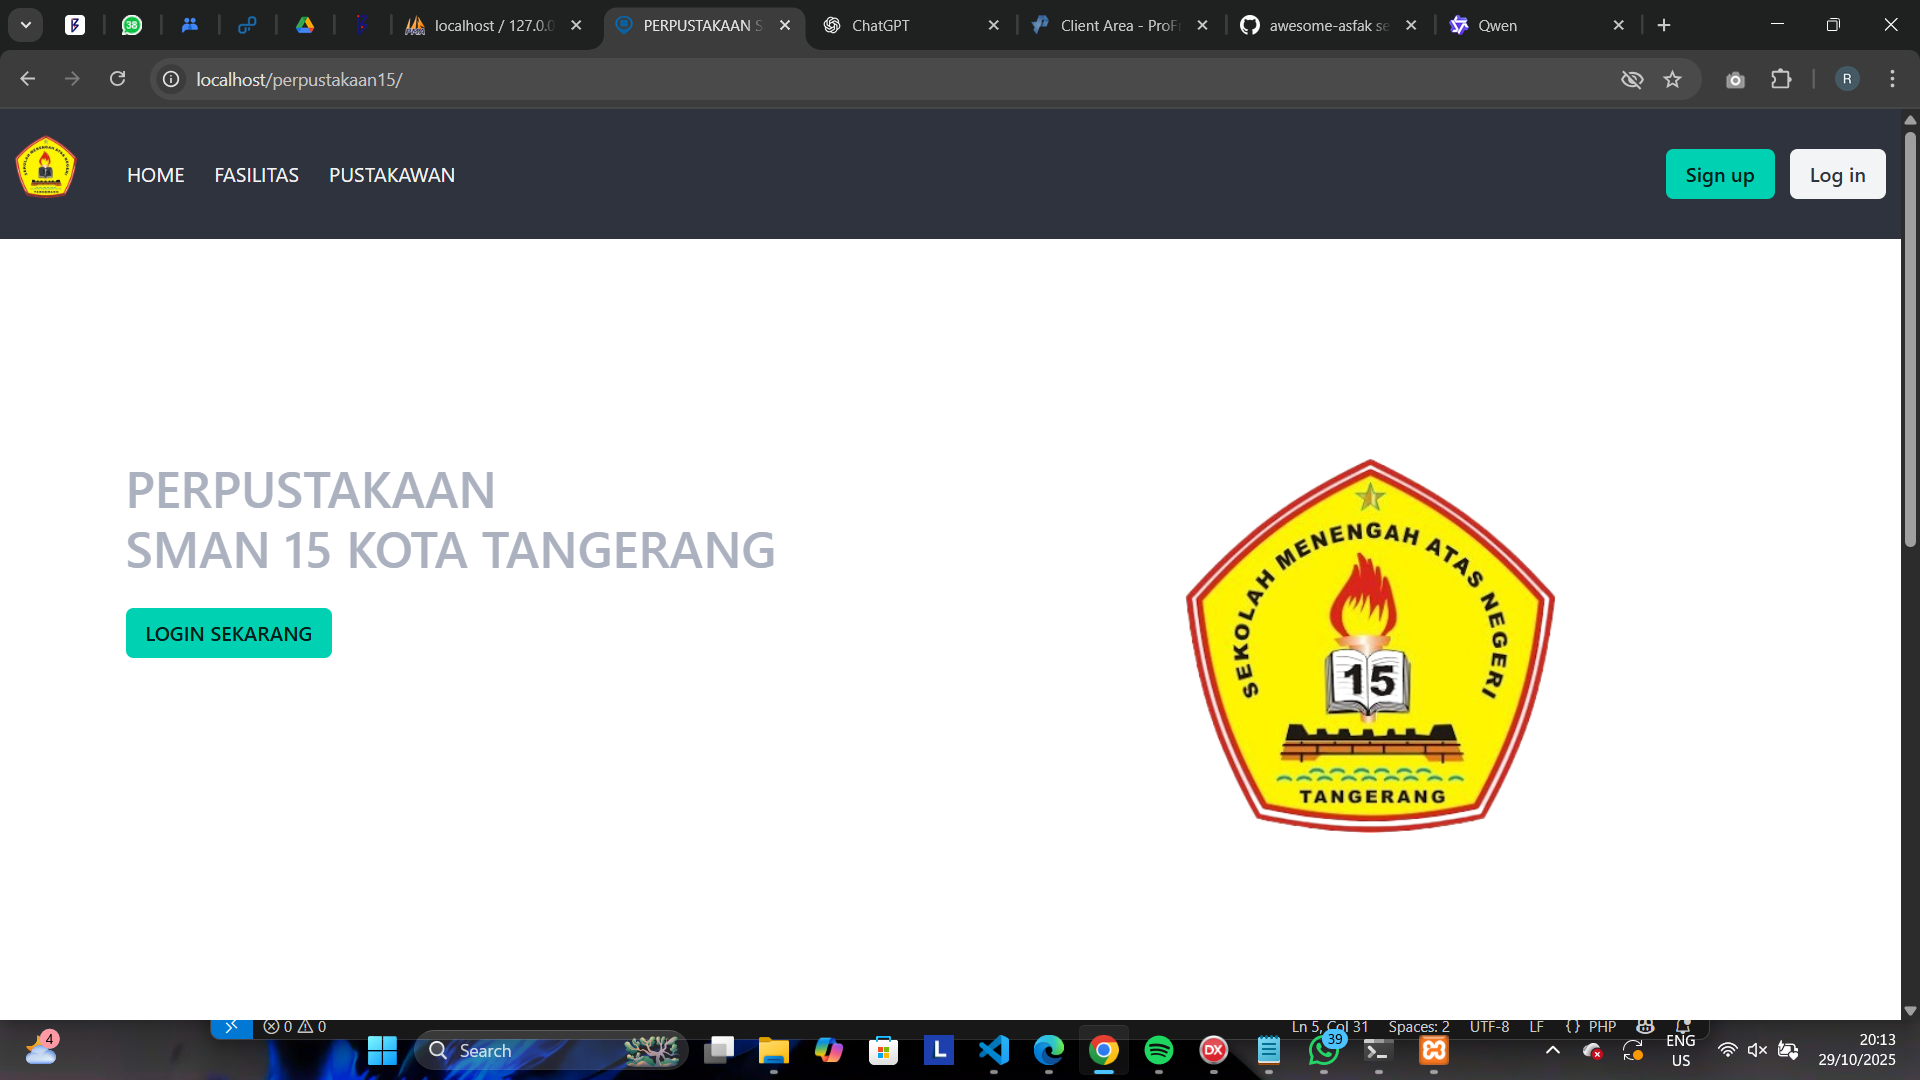 38
localhost / 127.0.0
PERPUSTAKAAN S
ChatGPT
Client Area - ProFr
awesome-asfak se
Qwen
localhost/perpustakaan15/
R
HOME
FASILITAS
PUSTAKAWAN
Sign up
Log in
PERPUSTAKAAN
SMAN 15 KOTA TANGERANG
LOGIN SEKARANG
SEKOLAH MENENGAH ATAS NEGERI
15
TANGERANG
0 0
Ln 5, Col 31 Spaces: 2 UTF-8 LF {} PHP
4
Search
L
DX
39
ENG
US
20:13
29/10/2025